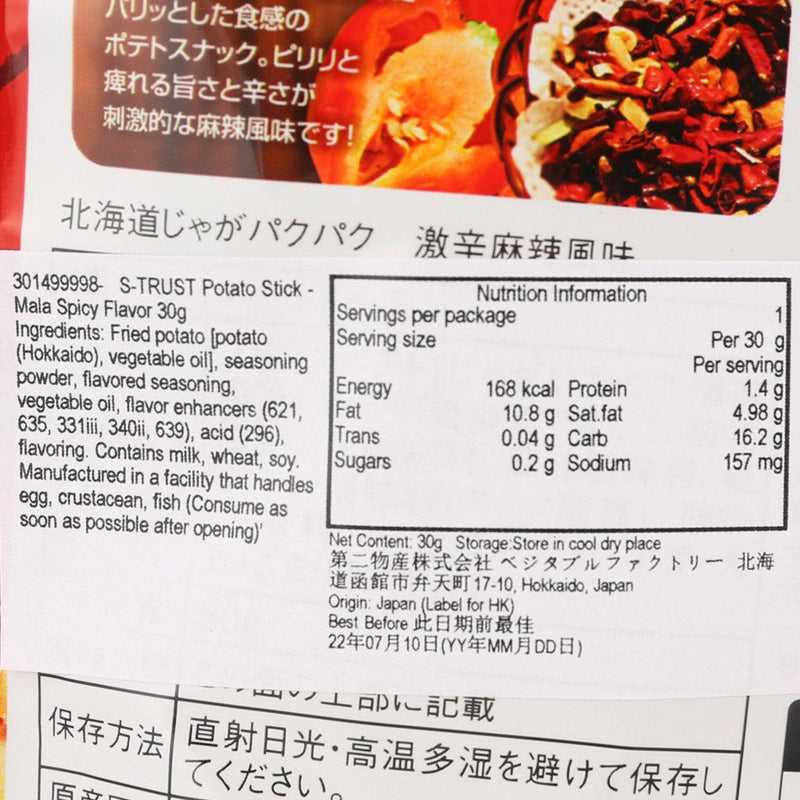 パリッとした食感の
ポテトスナック。ピリリと
痺れる旨さと辛さが
刺激的な麻辣風味です!
北海道じゃがパクパク 激辛麻辣風味
301499998- S-TRUST Potato Stick -
Mala Spicy Flavor 30g
Ingredients: Fried potato [potato
(Hokkaido), vegetable oil], seasoning
powder, flavored seasoning,
vegetable oil, flavor enhancers (621,
635, 331iii, 340ii, 639), acid (296),
flavoring. Contains milk, wheat, soy.
Manufactured in a facility that handles
egg, crustacean, fish (Consume as
soon as possible after opening)'
Nutrition Information
Servings per package 1
Serving size Per 30 g
Per serving
Energy 168 kcal Protein 1.4 g
Fat 10.8 g Sat.fat 4.98 g
Trans 0.04 g Carb 16.2 g
Sugars 0.2 g Sodium 157 mg
Net Content: 30g Storage:Store in cool dry place
第二物産株式会社 ベジタブルファクトリー 北海
道函館市弁天町17-10, Hokkaido, Japan
Origin: Japan (Label for HK)
Best Before 此日期前最佳
22年07月10日(YY年MM月DD日)
の上部に記載
保存方法 直射日光・高温多湿を避けて保存し
てください。